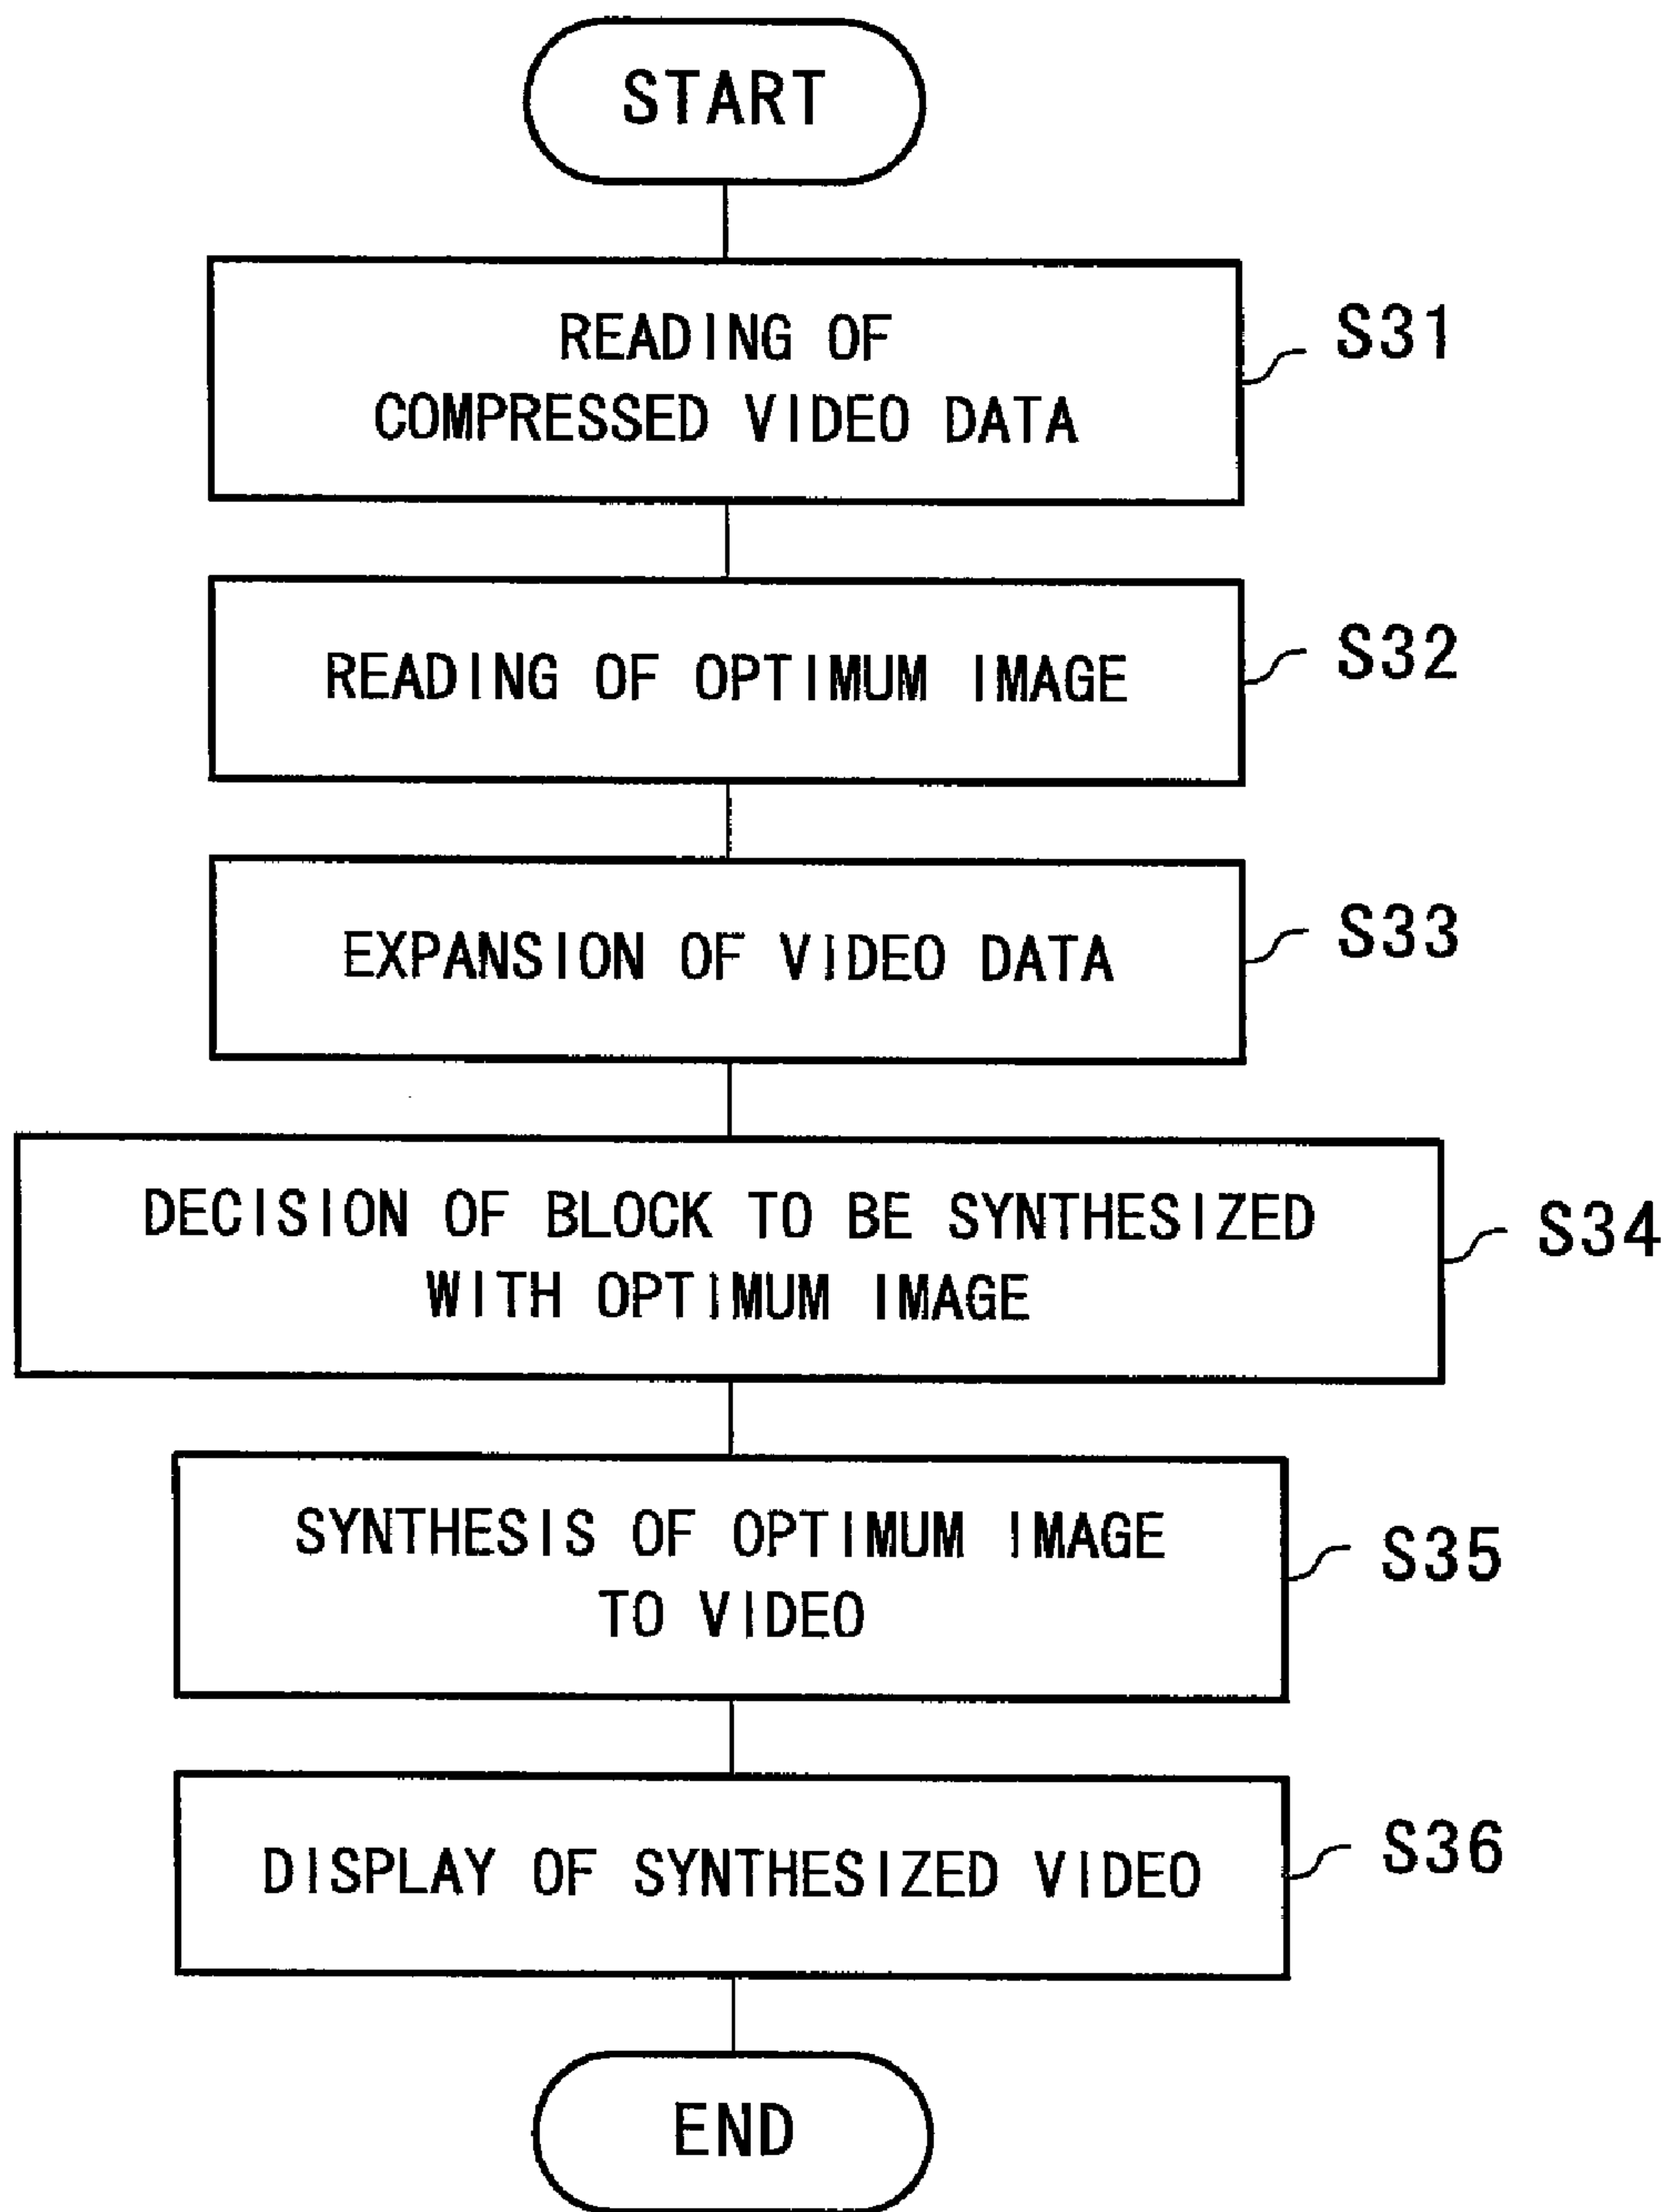 START
READING OF
COMPRESSED VIDEO DATA
S31
READING OF OPTIMUM IMAGE
S32
EXPANSION OF VIDEO DATA
S33
DECISION OF BLOCK TO BE SYNTHESIZED
WITH OPTIMUM IMAGE
S34
SYNTHESIS OF OPTIMUM IMAGE
TO VIDEO
S35
DISPLAY OF SYNTHESIZED VIDEO
S36
END